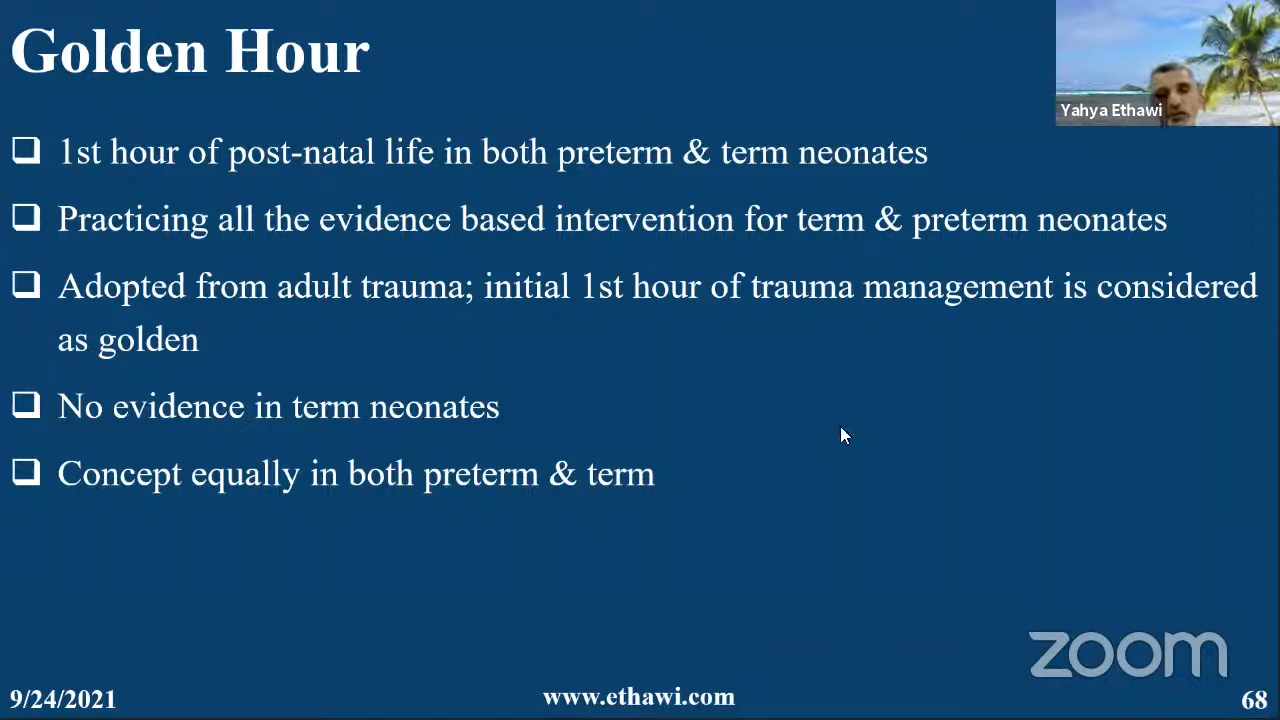 Golden Hour
Yahya Ethawi
1st hour of post-natal life in both preterm & term neonates
Practicing all the evidence based intervention for term & preterm neonates
Adopted from adult trauma; initial 1st hour of trauma management is considered
as golden
No evidence in term neonates
Concept equally in both preterm & term
zoom
9/24/2021
www.ethawi.com
68